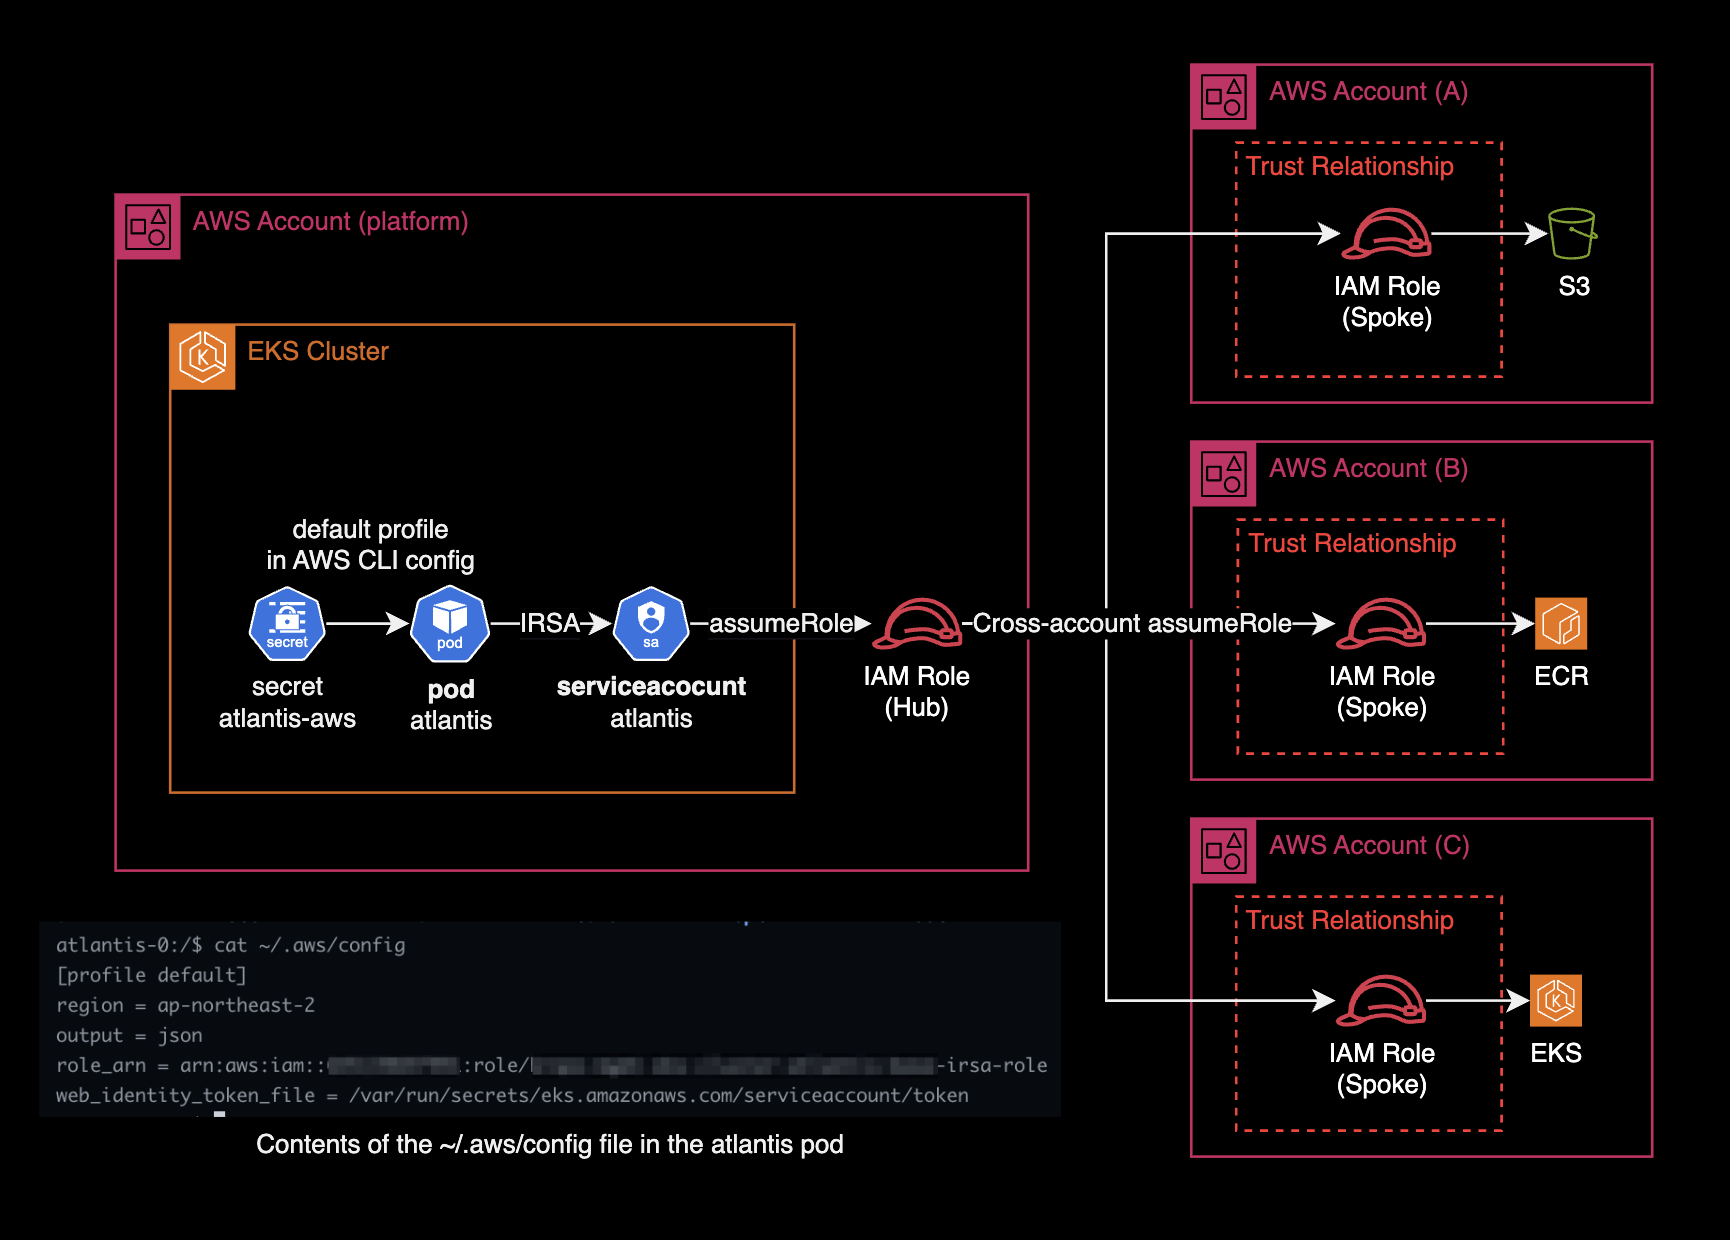 AWS Account (platform)
EKS Cluster
default profile
in AWS CLI config
secret
secret
atlantis-aws
pod
pod
atlantis
IRSA
sa
serviceacocunt
atlantis
assumeRole
IAM Role
(Hub)
Cross-account assumeRole
AWS Account (A)
Trust Relationship
IAM Role
(Spoke)
S3
AWS Account (B)
Trust Relationship
IAM Role
(Spoke)
ECR
AWS Account (C)
Trust Relationship
IAM Role
(Spoke)
EKS
atlantis-0:/$ cat ~/.aws/config
[profile default]
region = ap-northeast-2
output = json
role_arn = arn:aws:iam:: :role/ -irsa-role
web_identity_token_file = /var/run/secrets/eks.amazonaws.com/serviceaccount/token
Contents of the ~/.aws/config file in the atlantis pod